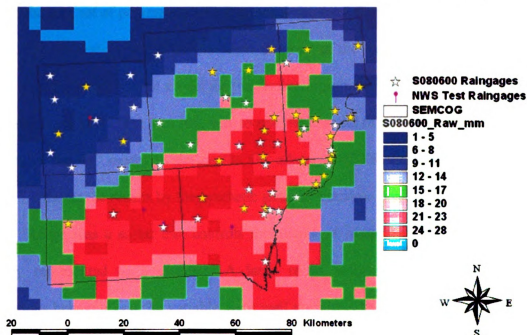 S080600 Raingages
NWS Test Raingages
SEMCOG
S080600_Raw_mm
1 - 5
6 - 8
9 - 11
12 - 14
15 - 17
18 - 20
21 - 23
24 - 28
0
N
W E
S
20 0 20 40 60 80 Kilometers